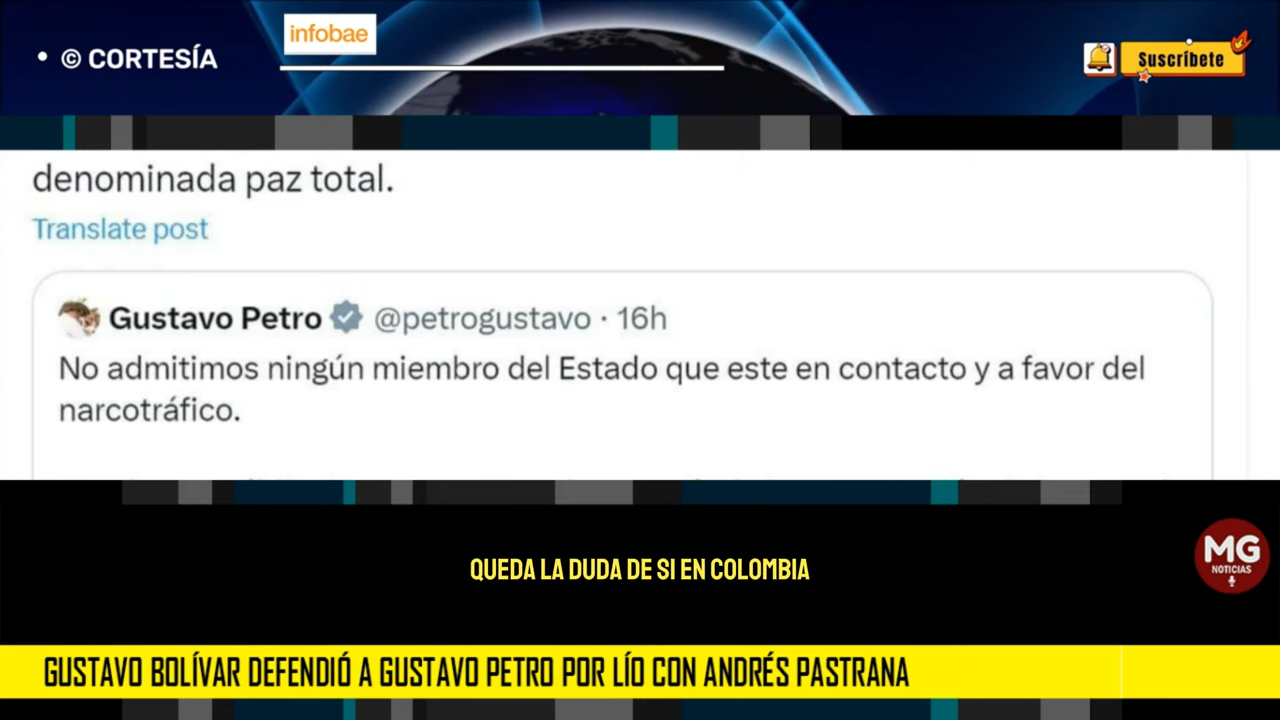 • © CORTESÍA
infobae
Suscríbete
denominada paz total.
Translate post
Gustavo Petro @petrogustavo · 16h
No admitimos ningún miembro del Estado que este en contacto y a favor del
narcotráfico.
QUEDA LA DUDA DE SI EN COLOMBIA
MG
NOTICIAS
GUSTAVO BOLÍVAR DEFENDIÓ A GUSTAVO PETRO POR LÍO CON ANDRÉS PASTRANA